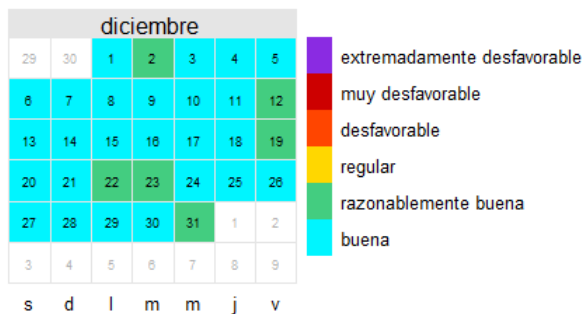 diciembre
29 30 1 2 3 4 5
6 7 8 9 10 11 12
13 14 15 16 17 18 19
20 21 22 23 24 25 26
27 28 29 30 31 1 2
3 4 5 6 7 8 9
s d l m m j v
extremadamente desfavorable
muy desfavorable
desfavorable
regular
razonablemente buena
buena